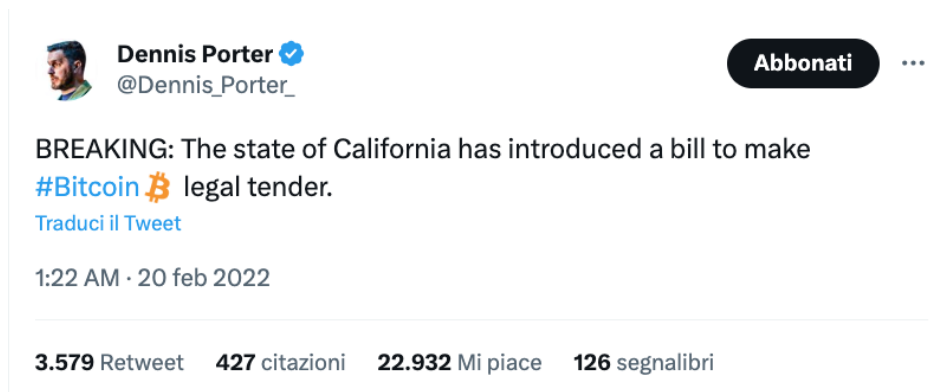 Dennis Porter
@Dennis_Porter_
Abbonati
BREAKING: The state of California has introduced a bill to make
#Bitcoin legal tender.
Traduci il Tweet
1:22 AM · 20 feb 2022
3.579 Retweet 427 citazioni 22.932 Mi piace 126 segnalibri